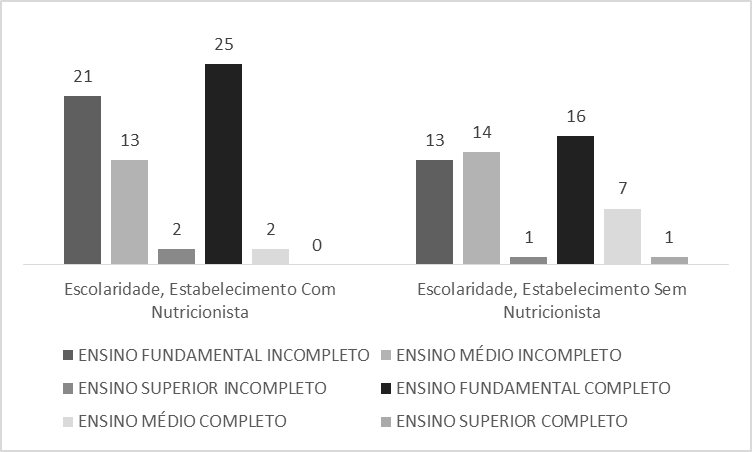 21
13
2
25
2
0
13
14
1
16
7
1
Escolaridade, Estabelecimento Com
Nutricionista
Escolaridade, Estabelecimento Sem
Nutricionista
ENSINO FUNDAMENTAL INCOMPLETO
ENSINO MÉDIO INCOMPLETO
ENSINO SUPERIOR INCOMPLETO
ENSINO FUNDAMENTAL COMPLETO
ENSINO MÉDIO COMPLETO
ENSINO SUPERIOR COMPLETO